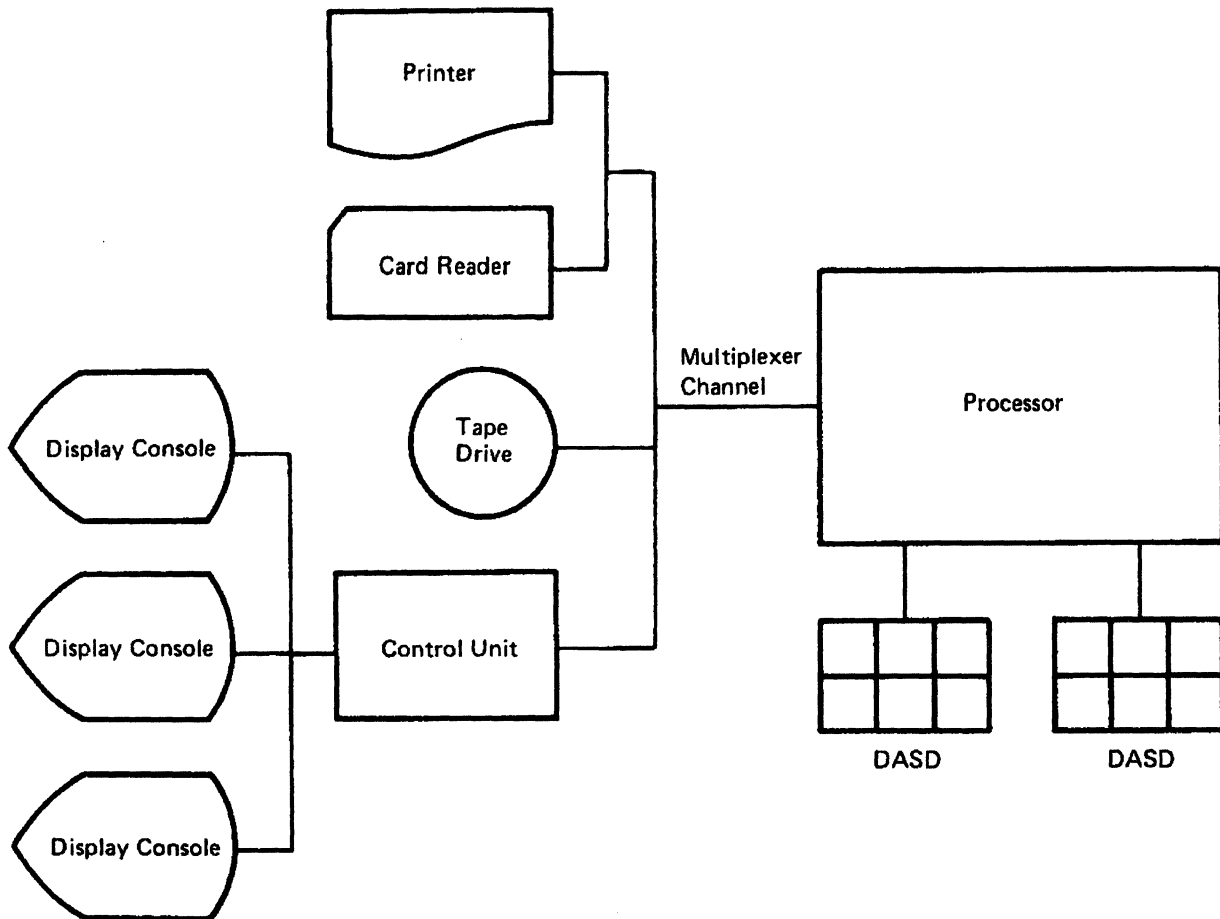 Printer
Card Reader
Multiplexer
Channel
Processor
Tape
Drive
Display Console
Display Console
Control Unit
Display Console
DASD
DASD